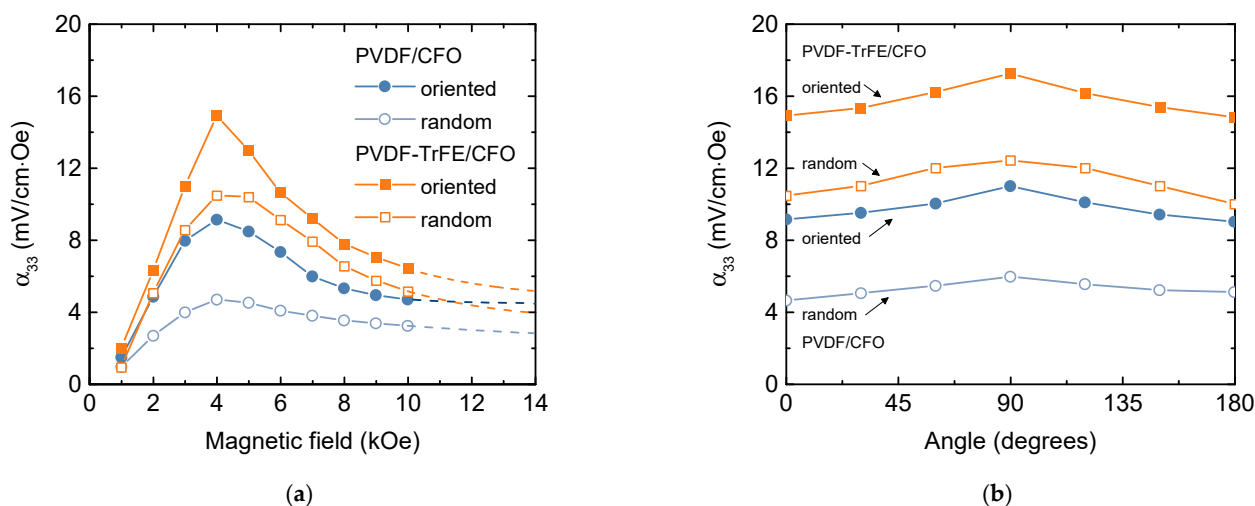 20
16
12
8
4
0
α33 (mV/cm·Oe)
PVDF/CFO
oriented
random
PVDF-TrFE/CFO
oriented
random
0 2 4 6 8 10 12 14
Magnetic field (kOe)
(a)
20
16
12
8
4
0
α33 (mV/cm·Oe)
PVDF-TrFE/CFO
oriented
random
oriented
random
PVDF/CFO
0 45 90 135 180
Angle (degrees)
(b)